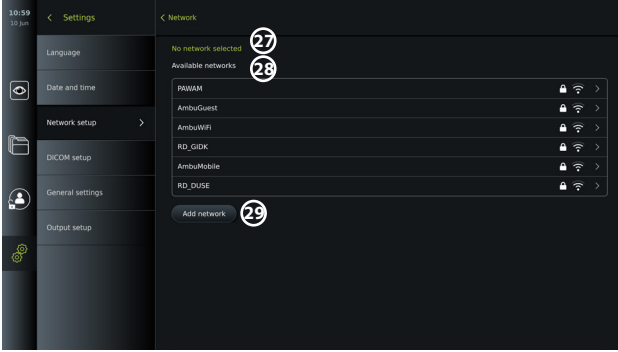 10:59
10 Jun
Settings
Network
No network selected
27
Available networks
28
Language
Date and time
Network setup
DICOM setup
General settings
Output setup
PAWAM
AmbuGuest
AmbuWiFi
RD_GIDK
AmbuMobile
RD_DUSE
Add network
29